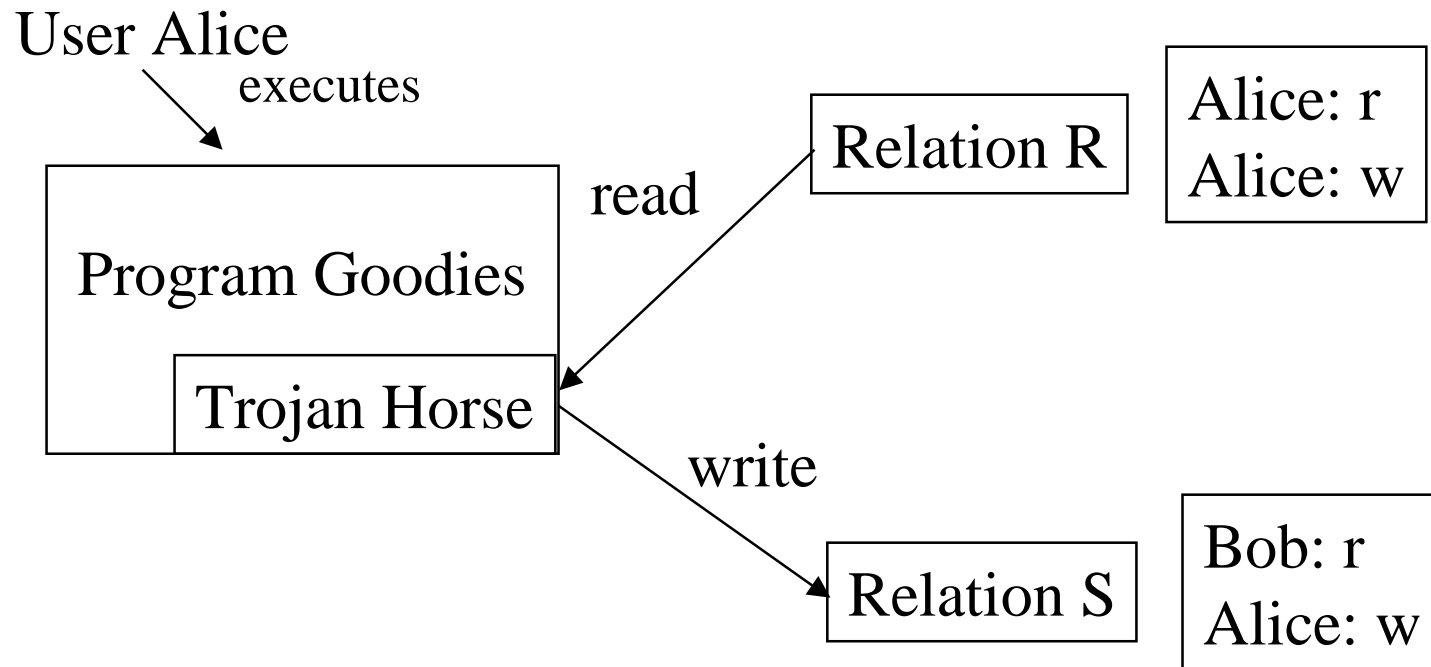 User Alice
executes
Program Goodies
Trojan Horse
read
Relation R
Alice: r
Alice: w
write
Relation S
Bob: r
Alice: w